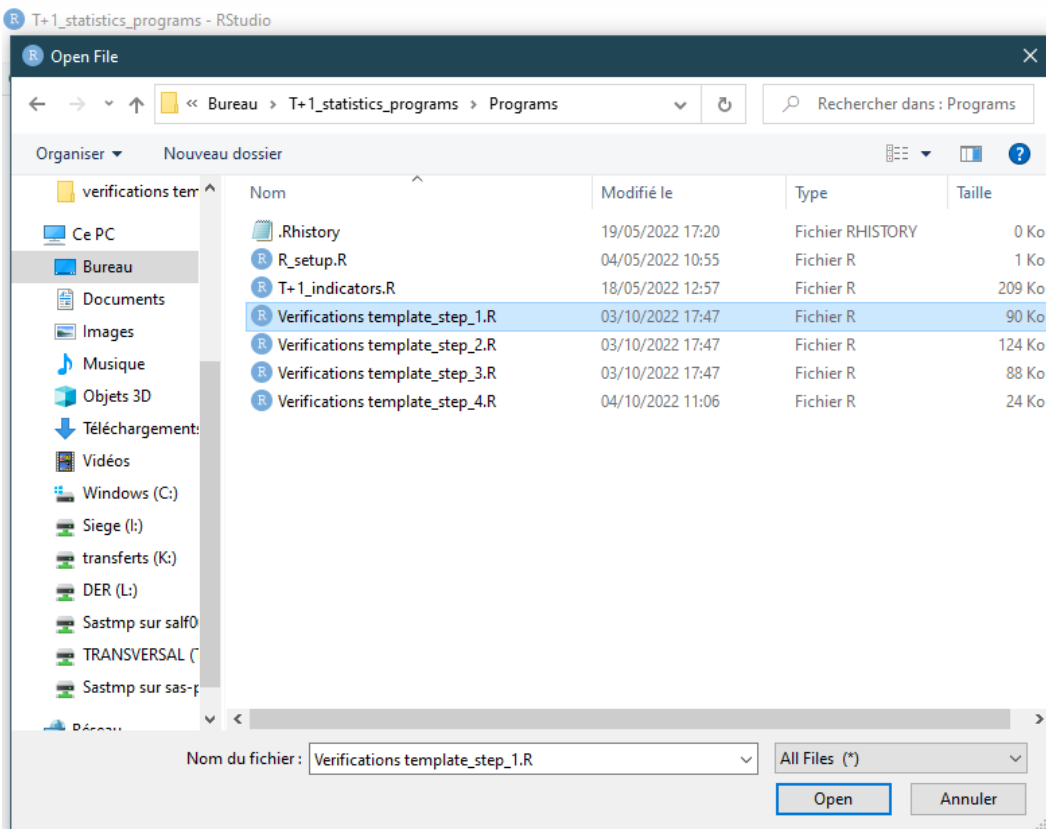 R T+1_statistics_programs - RStudio
R Open File
« Bureau › T+1_statistics_programs › Programs
Rechercher dans : Programs
Organiser
Nouveau dossier
?
verifications tem
Ce PC
Bureau
Documents
Images
Musique
Objets 3D
Téléchargements
Vidéos
Windows (C:)
Siege (I:)
transferts (K:)
DER (L:)
Sastmp sur salf0
TRANSVERSAL (
Sastmp sur sas-p
Réseau
Nom Modifié le Type Taille
.Rhistory 19/05/2022 17:20 Fichier RHISTORY 0 Ko
R R_setup.R 04/05/2022 10:55 Fichier R 1 Ko
R T+1_indicators.R 18/05/2022 12:57 Fichier R 209 Ko
R Verifications template_step_1.R 03/10/2022 17:47 Fichier R 90 Ko
R Verifications template_step_2.R 03/10/2022 17:47 Fichier R 124 Ko
R Verifications template_step_3.R 03/10/2022 17:47 Fichier R 88 Ko
R Verifications template_step_4.R 04/10/2022 11:06 Fichier R 24 Ko
Nom du fichier : Verifications template_step_1.R
All Files (*)
Open
Annuler